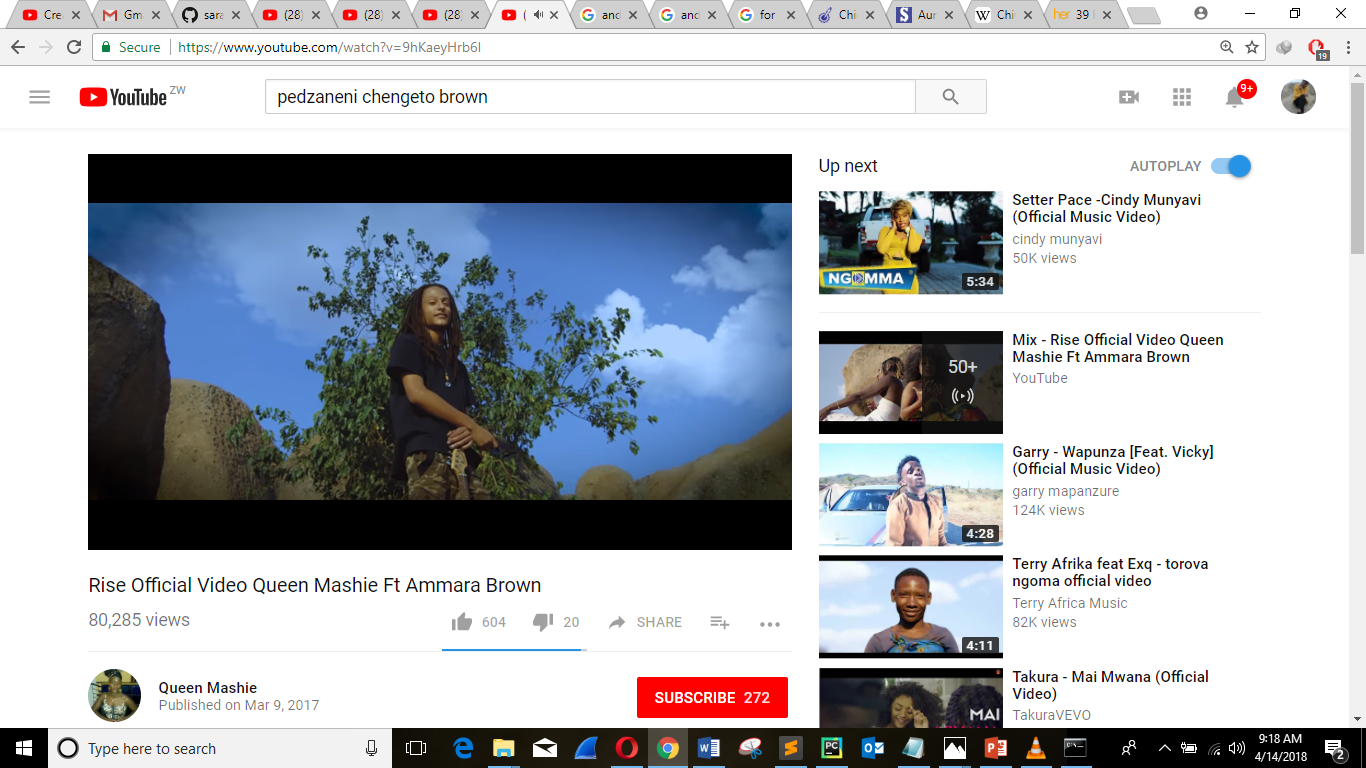 Cre
Gm
sara
(28)
(28)
(28)
(
and
and
for
Chi
Aur
Chi
her 39
Secure
https://www.youtube.com/watch?v=9hKaeyHrb6I
19
YouTube ZW
pedzaneni chengeto brown
9+
Up next
AUTOPLAY
Setter Pace -Cindy Munyavi
(Official Music Video)
cindy munyavi
50K views
NGOMMA
5:34
Mix - Rise Official Video Queen
Mashie Ft Ammara Brown
YouTube
50+
Garry - Wapunza [Feat. Vicky]
(Official Music Video)
garry mapanzure
124K views
4:28
Terry Afrika feat Exq - torova
ngoma official video
Terry Africa Music
82K views
4:11
Takura - Mai Mwana (Official
Video)
TakuraVEVO
MAI
Rise Official Video Queen Mashie Ft Ammara Brown
80,285 views
604
20
SHARE
Queen Mashie
Published on Mar 9, 2017
SUBSCRIBE 272
Type here to search
9:18 AM
4/14/2018
2